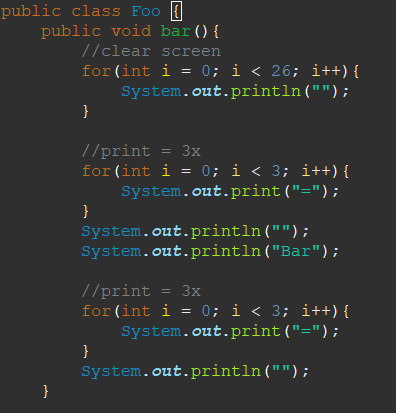 public class Foo {
    public void bar(){
        //clear screen
        for(int i = 0; i < 26; i++){
            System.out.println("");
        }

        //print = 3x
        for(int i = 0; i < 3; i++){
            System.out.print("=");
        }
        System.out.println("");
        System.out.println("Bar");

        //print = 3x
        for(int i = 0; i < 3; i++){
            System.out.print("=");
        }
        System.out.println("");
    }